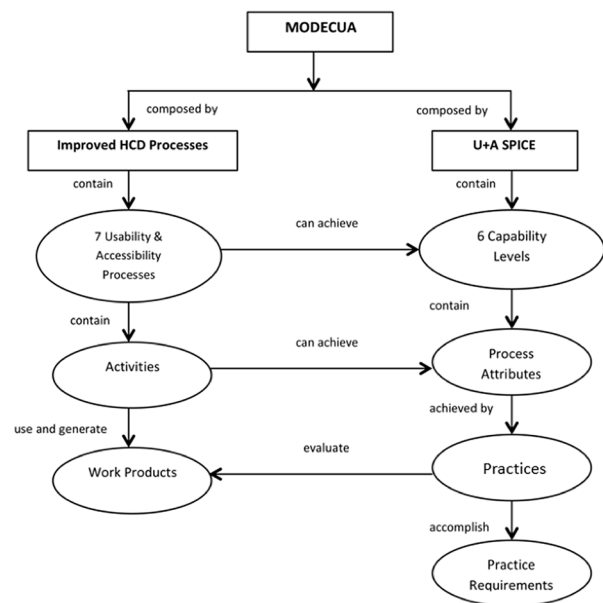 MODECUA
composed by
composed by
Improved HCD Processes
U+A SPICE
contain
contain
7 Usability &
Accessibility
Processes
can achieve
6 Capability
Levels
contain
contain
Activities
can achieve
Process
Attributes
use and generate
achieved by
Work Products
evaluate
Practices
accomplish
Practice
Requirements